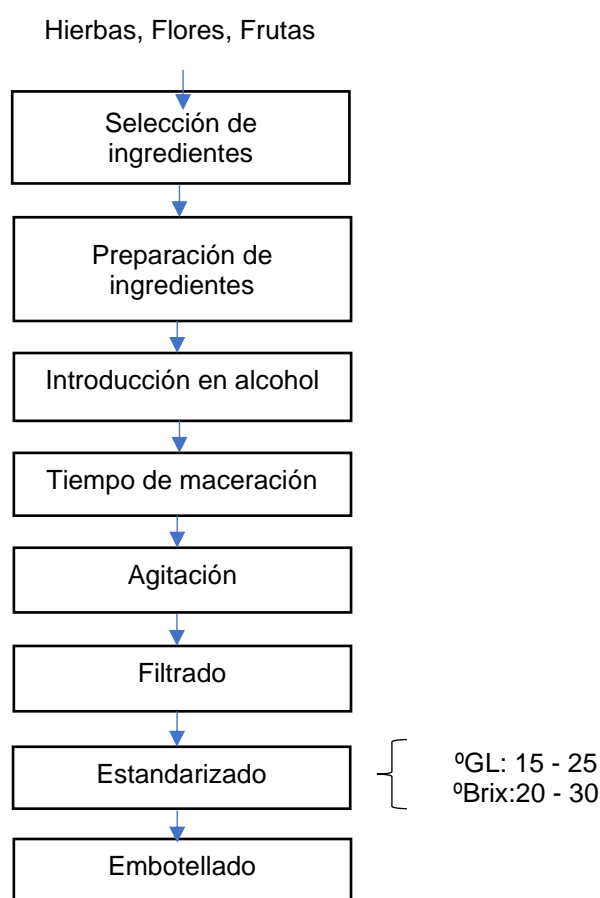 Hierbas, Flores, Frutas
Selección de
ingredientes
Preparación de
ingredientes
Introducción en alcohol
Tiempo de maceración
Agitación
Filtrado
Estandarizado
ºGL: 15 - 25
ºBrix:20 - 30
Embotellado